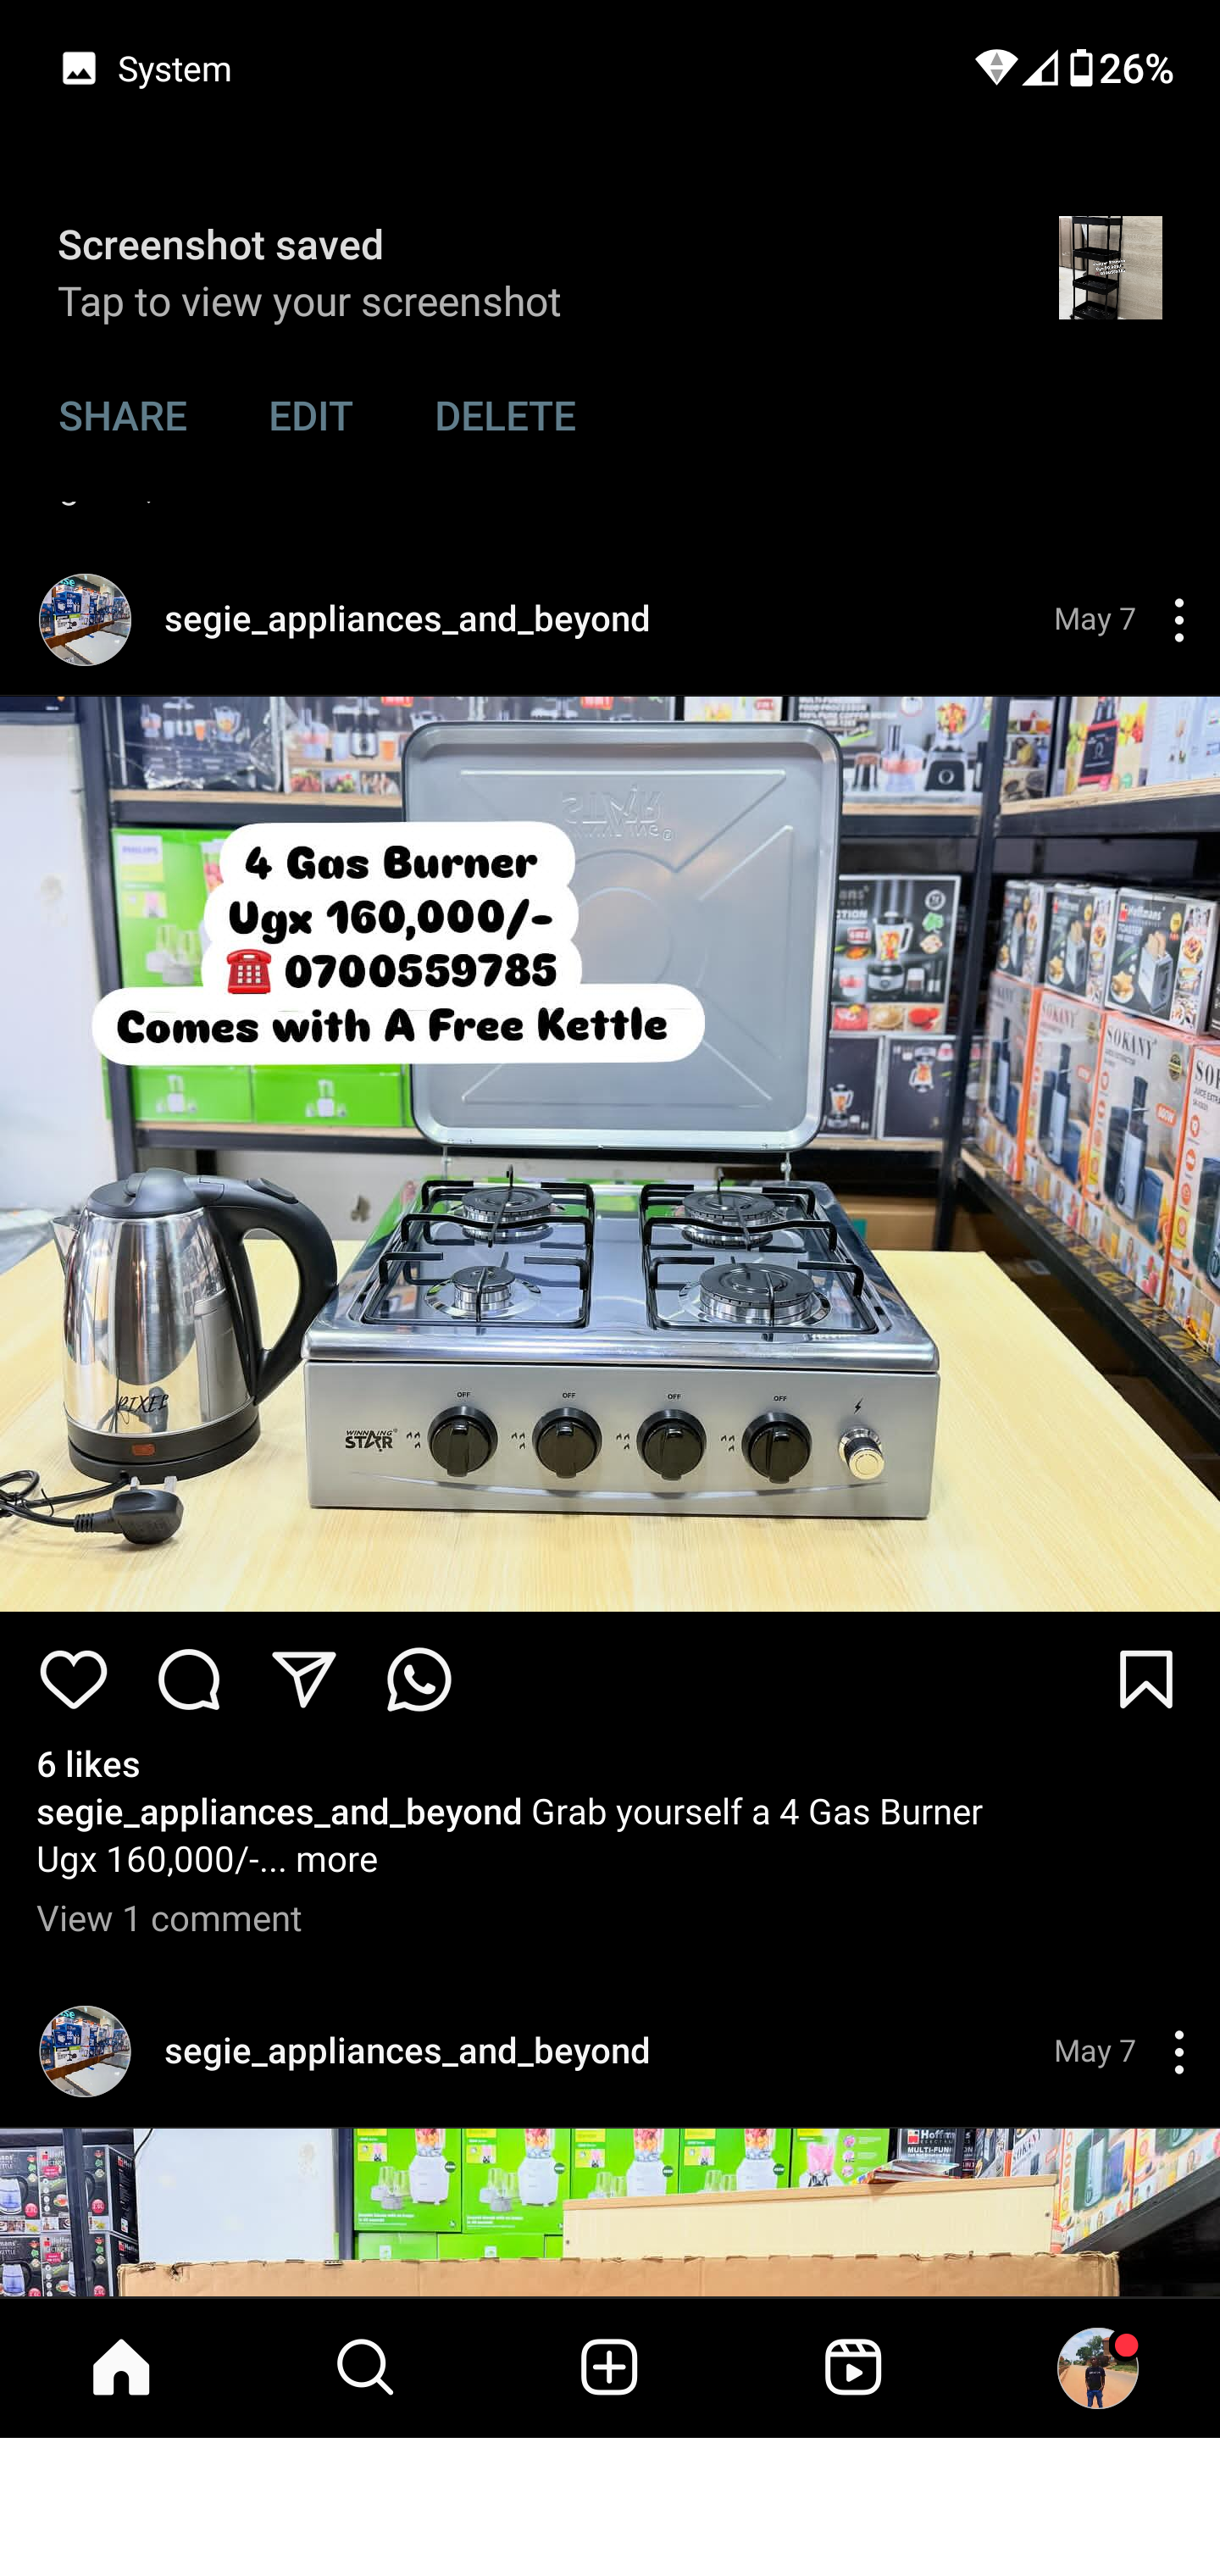 System
26%
Screenshot saved
Tap to view your screenshot
SHARE EDIT DELETE
segie_appliances_and_beyond May 7
4 Gas Burner
Ugx 160,000/-
☎️ 0700559785
Comes with A Free Kettle
SOKANY
PIXEL
OFF OFF OFF OFF
WINNING STAR
6 likes
segie_appliances_and_beyond Grab yourself a 4 Gas Burner
Ugx 160,000/-... more
View 1 comment
segie_appliances_and_beyond May 7